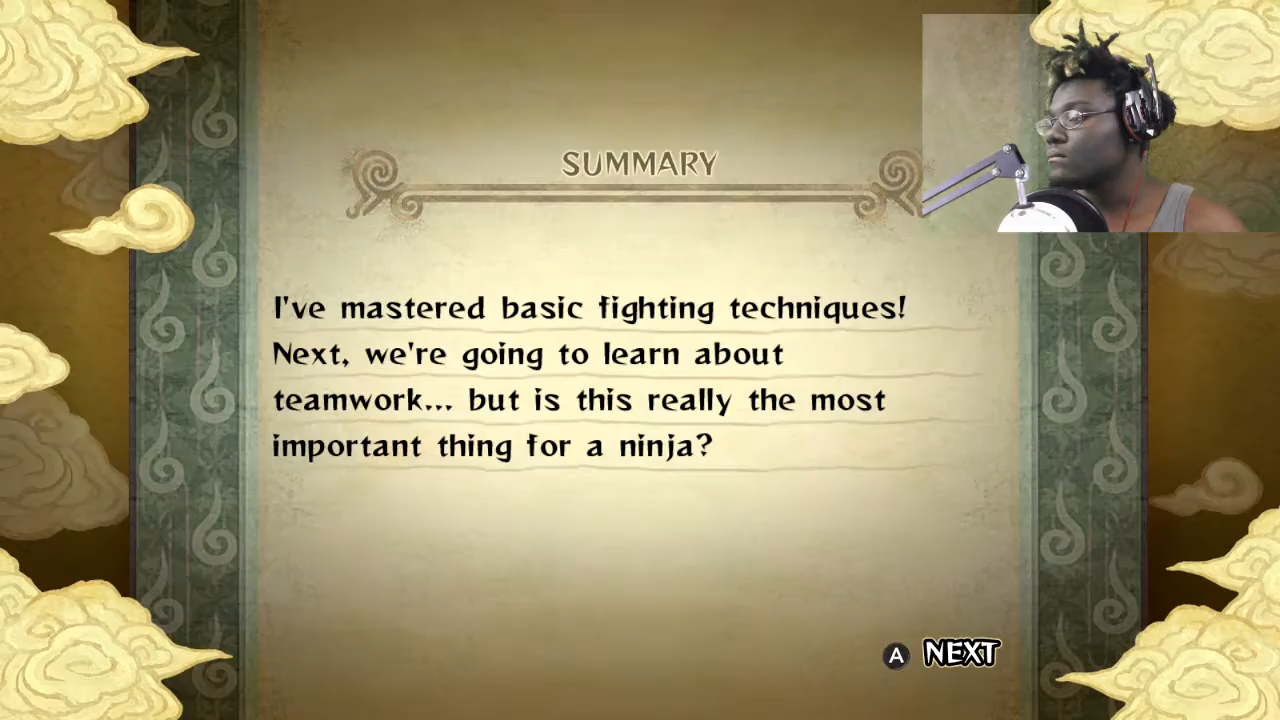 SUMMARY
I've mastered basic fighting techniques!
Next, we're going to learn about
teamwork... but is this really the most
important thing for a ninja?
A NEXT